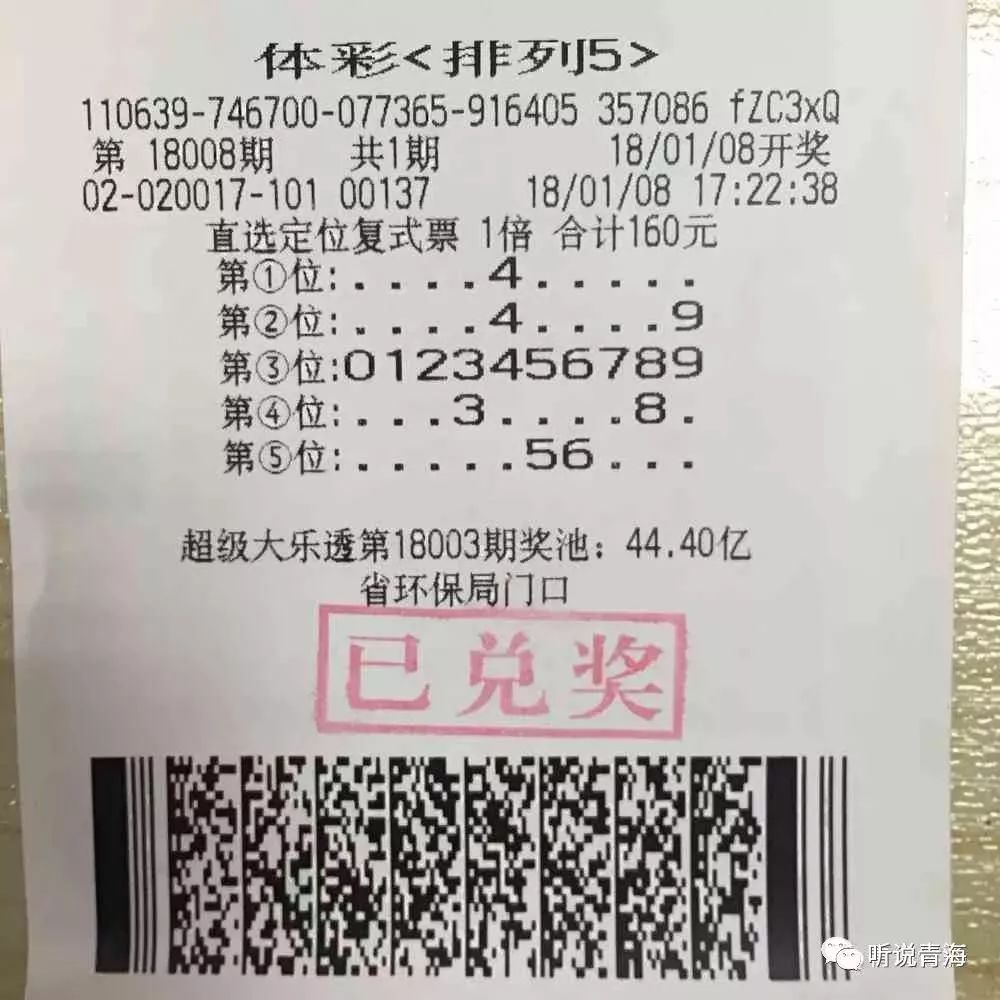 体彩<排列5>
110639-746700-077365-916405 357086 fZC3xQ
第 18008期 共1期 18/01/08开奖
02-020017-101 00137 18/01/08 17:22:38
直选定位复式票 1倍 合计160元
第①位:....4.....
第②位:....4....9
第③位:0123456789
第④位:...3....8.
第⑤位:.....56...
超级大乐透第18003期奖池：44.40亿
省环保局门口
已兑奖
听说青海